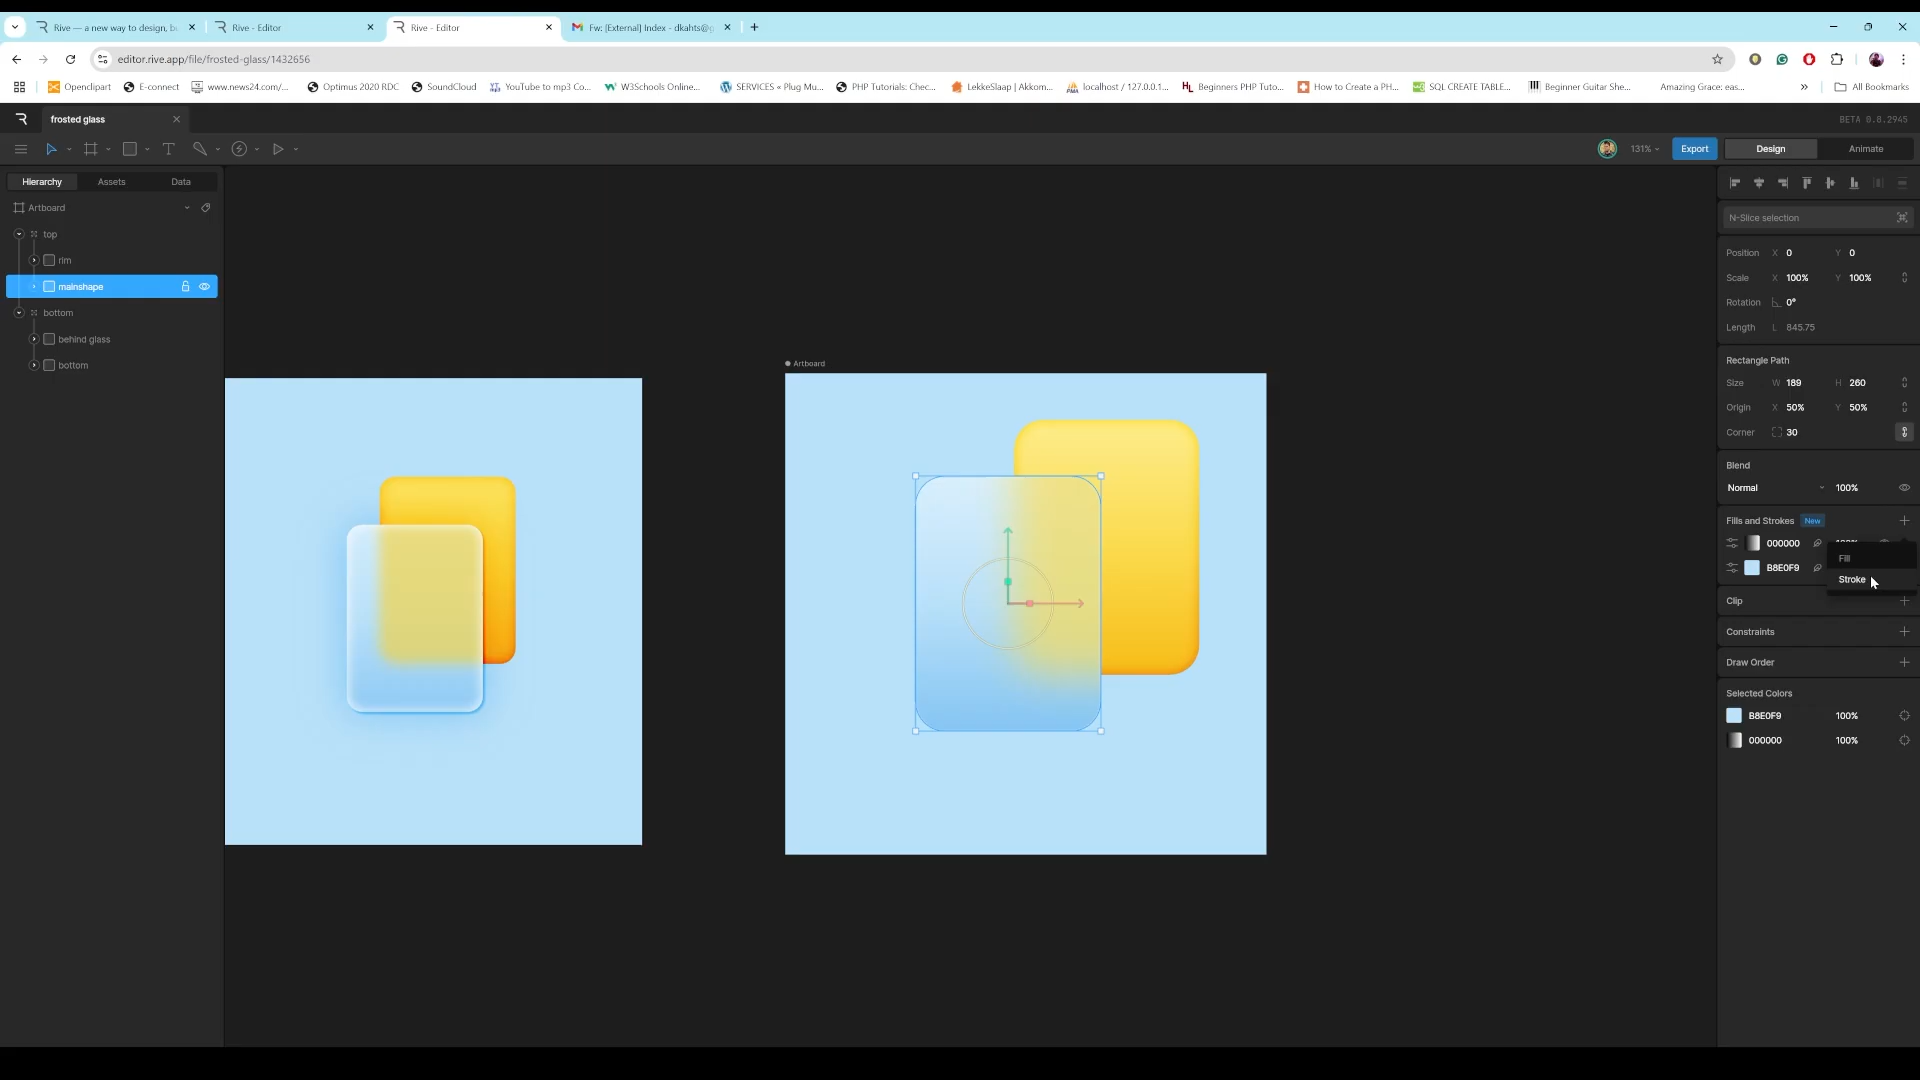 Rive — a new way to design, bu
Rive - Editor
Rive - Editor
Fw: [External] Index - dkahts@g
editor.rive.app/file/frosted-glass/1432656
Openclipart
E-connect
www.news24.com/...
Optimus 2020 RDC
SoundCloud
YouTube to mp3 Co...
W3Schools Online...
SERVICES « Plug Mu...
PHP Tutorials: Chec...
LekkeSlaap | Akkom...
localhost / 127.0.0.1...
Beginners PHP Tuto...
How to Create a PH...
SQL CREATE TABLE...
Beginner Guitar She...
Amazing Grace: eas...
All Bookmarks
frosted glass
BETA 0.8.2945
131%
Export
Design
Animate
Hierarchy
Assets
Data
Artboard
top
rim
mainshape
bottom
behind glass
bottom
Artboard
N-Slice selection
Position X 0 Y 0
Scale X 100% Y 100%
Rotation 0°
Length L 845.75
Rectangle Path
Size W 189 H 260
Origin X 50% Y 50%
Corner 30
Blend
Normal 100%
Fills and Strokes New
000000
B8E0F9
Fill
Stroke
Clip
Constraints
Draw Order
Selected Colors
B8E0F9 100%
000000 100%